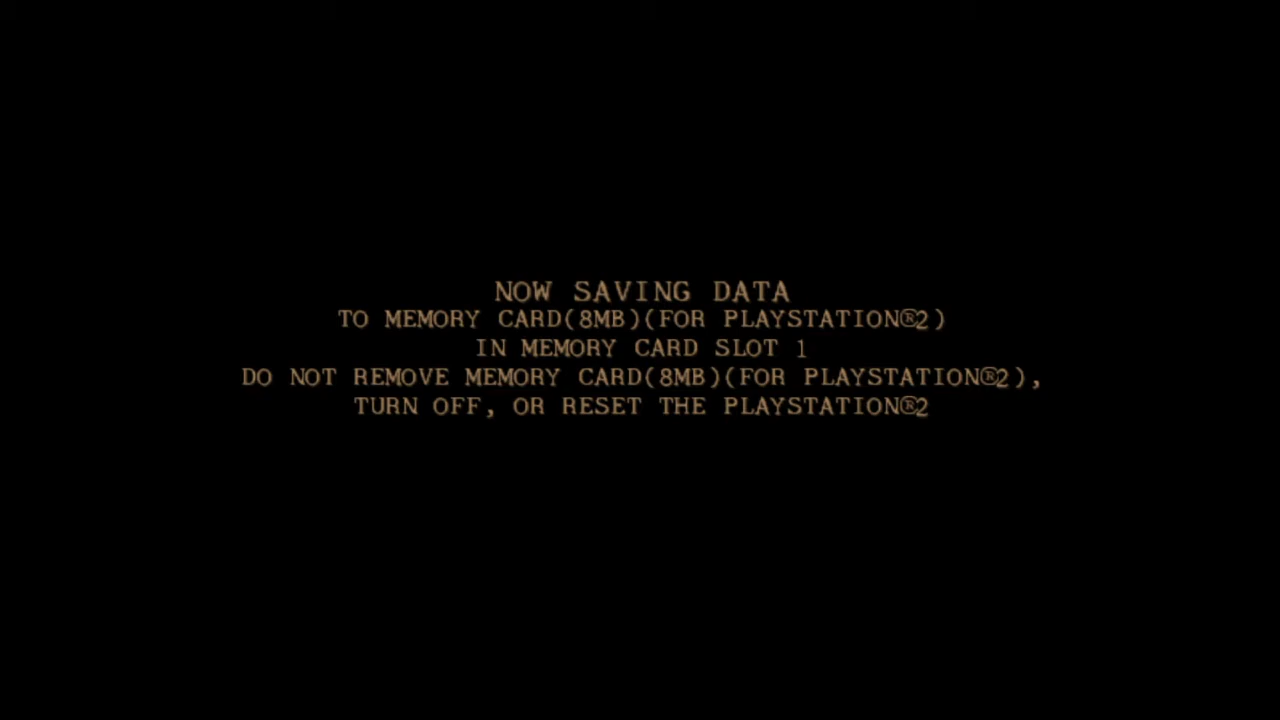 NOW SAVING DATA
TO MEMORY CARD(8MB)(FOR PLAYSTATION®2)
IN MEMORY CARD SLOT 1
DO NOT REMOVE MEMORY CARD(8MB)(FOR PLAYSTATION®2),
TURN OFF, OR RESET THE PLAYSTATION®2